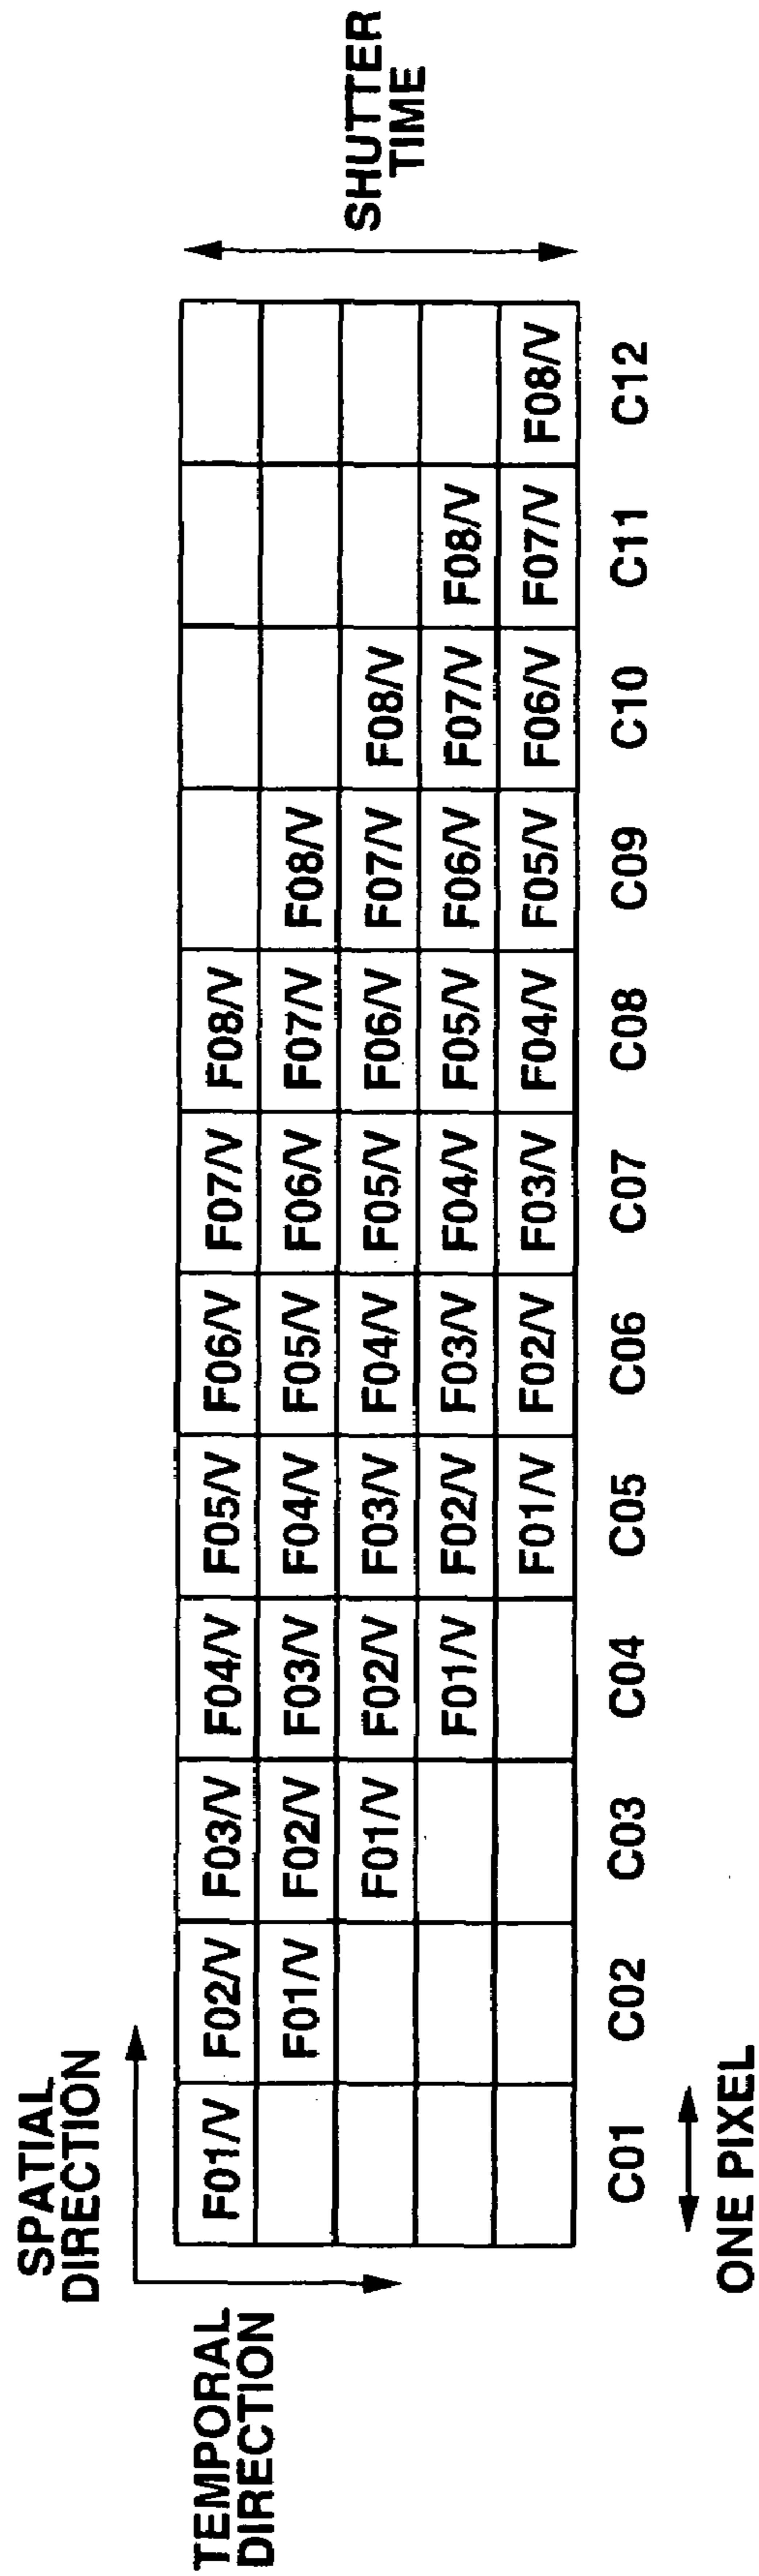 SPATIAL
DIRECTION
TEMPORAL
DIRECTION
SHUTTER
TIME
F01/V F02/V F03/V F04/V F05/V F06/V F07/V F08/V
F01/V F02/V F03/V F04/V F05/V F06/V F07/V F08/V
F01/V F02/V F03/V F04/V F05/V F06/V F07/V F08/V
F01/V F02/V F03/V F04/V F05/V F06/V F07/V F08/V
F01/V F02/V F03/V F04/V F05/V F06/V F07/V F08/V
C01 C02 C03 C04 C05 C06 C07 C08 C09 C10 C11 C12
ONE PIXEL